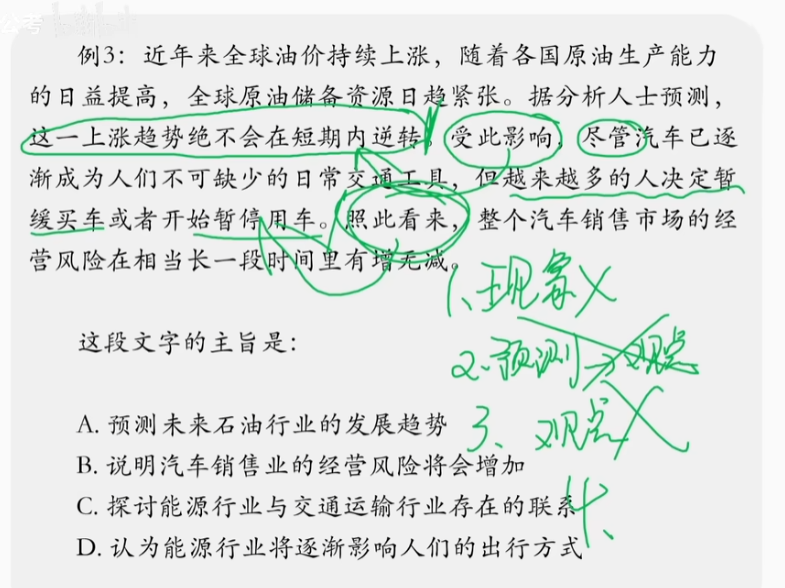 公考
例3：近年来全球油价持续上涨，随着各国原油生产能力
的日益提高，全球原油储备资源日趋紧张。据分析人士预测，
这一上涨趋势绝不会在短期内逆转。受此影响，尽管汽车已逐
渐成为人们不可缺少的日常交通工具，但越来越多的人决定暂
缓买车或者开始暂停用车。照此看来，整个汽车销售市场的经
营风险在相当长一段时间里有增无减。
1、现象
2、预测 观点
3、观点
这段文字的主旨是：
A. 预测未来石油行业的发展趋势
B. 说明汽车销售业的经营风险将会增加
C. 探讨能源行业与交通运输行业存在的联系
D. 认为能源行业将逐渐影响人们的出行方式